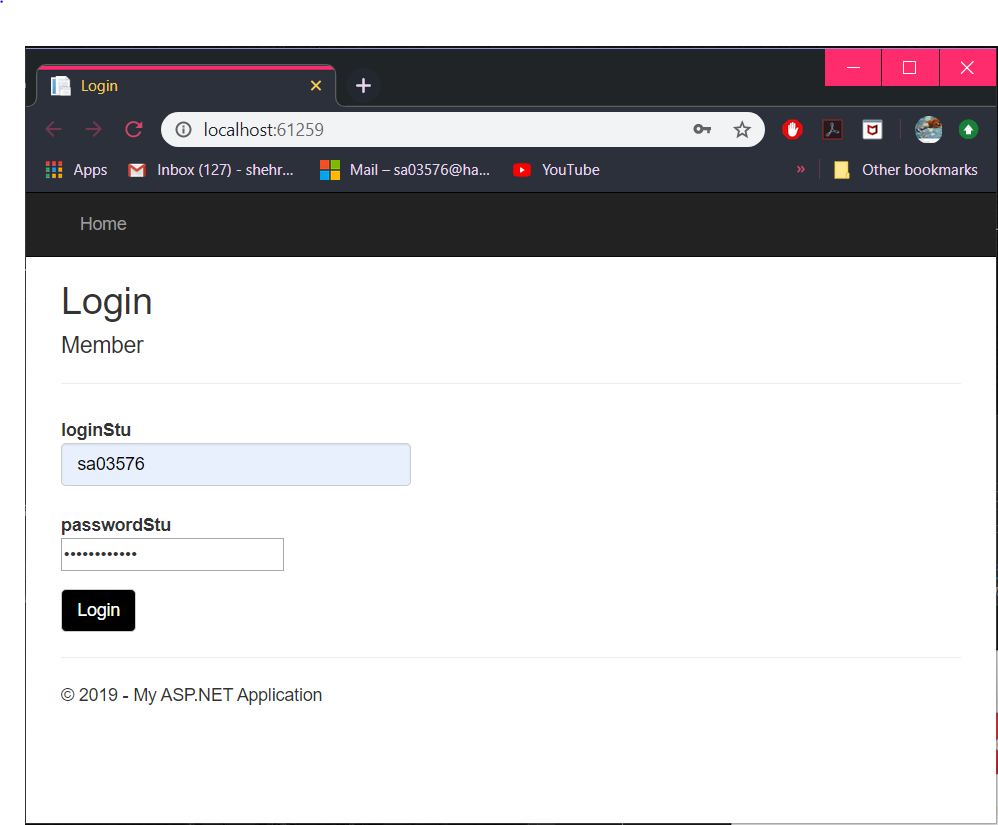 Login
localhost:61259
Apps
Inbox (127) - shehr...
Mail – sa03576@ha...
YouTube
»
Other bookmarks
Home
Login
Member
loginStu
sa03576
passwordStu
••••••••••••
Login
© 2019 - My ASP.NET Application